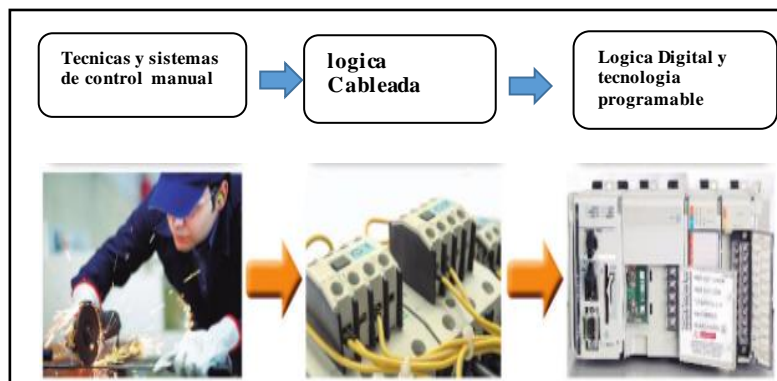 Tecnicas y sistemas
de control manual
logica
Cableada
Logica Digital y
tecnologia
programable